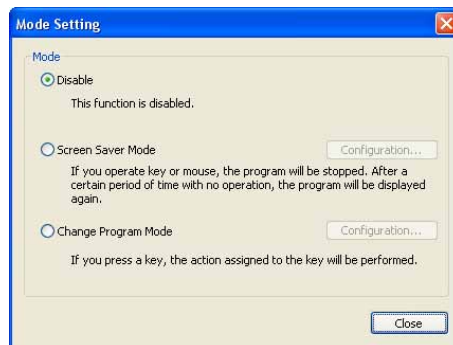 Mode Setting
Mode
Disable
This function is disabled.
Screen Saver Mode
Configuration...
If you operate key or mouse, the program will be stopped. After a
certain period of time with no operation, the program will be displayed
again.
Change Program Mode
Configuration...
If you press a key, the action assigned to the key will be performed.
Close